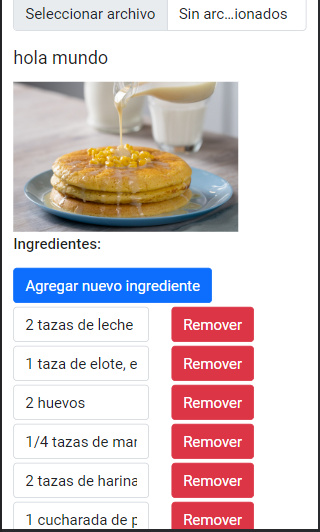 Seleccionar archivo Sin arc...ionados
hola mundo
Ingredientes:
Agregar nuevo ingrediente
2 tazas de leche Remover
1 taza de elote, e Remover
2 huevos Remover
1/4 tazas de mar Remover
2 tazas de harina Remover
1 cucharada de p Remover